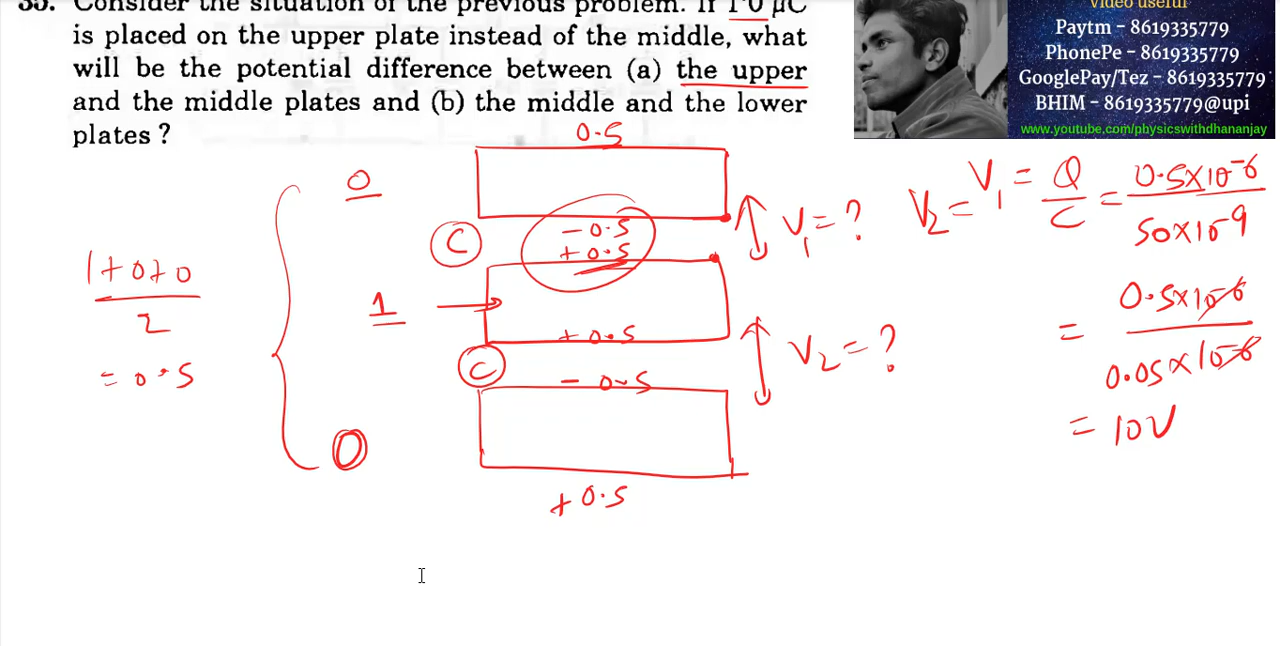 35. Consider the situation of the previous problem. If 1·0 μC
is placed on the upper plate instead of the middle, what
will be the potential difference between (a) the upper
and the middle plates and (b) the middle and the lower
plates ?
Video useful
Paytm - 8619335779
PhonePe - 8619335779
GooglePay/Tez - 8619335779
BHIM - 8619335779@upi
www.youtube.com/physicswithdhananjay
0.5
0
- 0.5
+ 0.5
C
V1 = ?
V2 = V1 = Q/C = 0.5×10-6/50×10-9
1+0+0/2
= 0.5
1
+ 0.5
C
- 0.5
V2 = ?
= 0.5×10-6/0.05×10-6
= 10V
0
+ 0.5